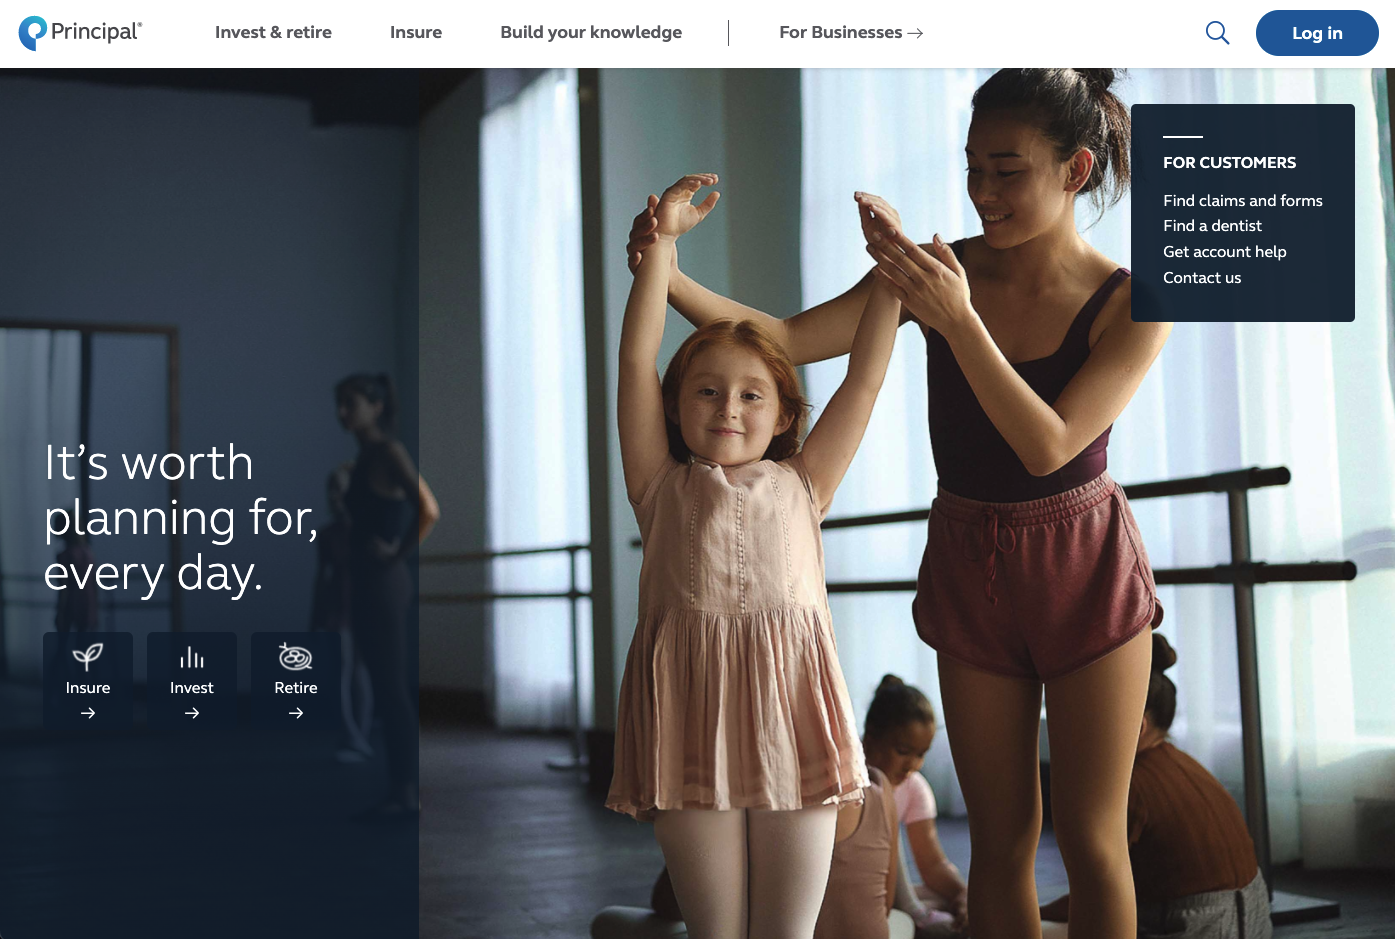 Principal®
Invest & retire
Insure
Build your knowledge
For Businesses →
Log in
FOR CUSTOMERS
Find claims and forms
Find a dentist
Get account help
Contact us
It’s worth
planning for,
every day.
Insure
Invest
Retire